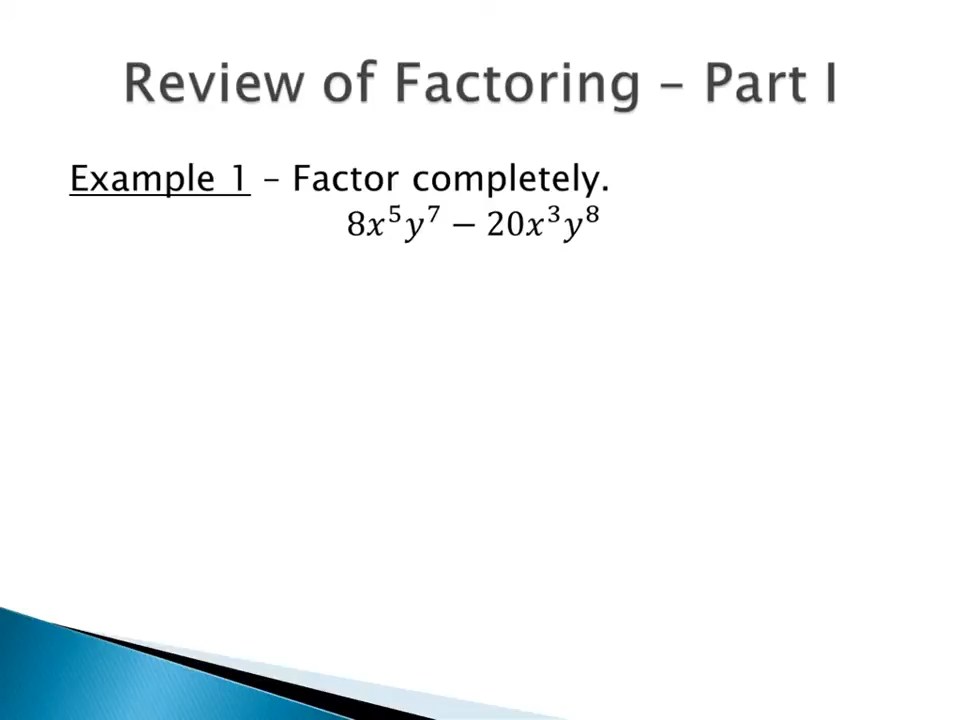 Review of Factoring – Part I
Example 1 – Factor completely.
8x⁵y⁷ − 20x³y⁸